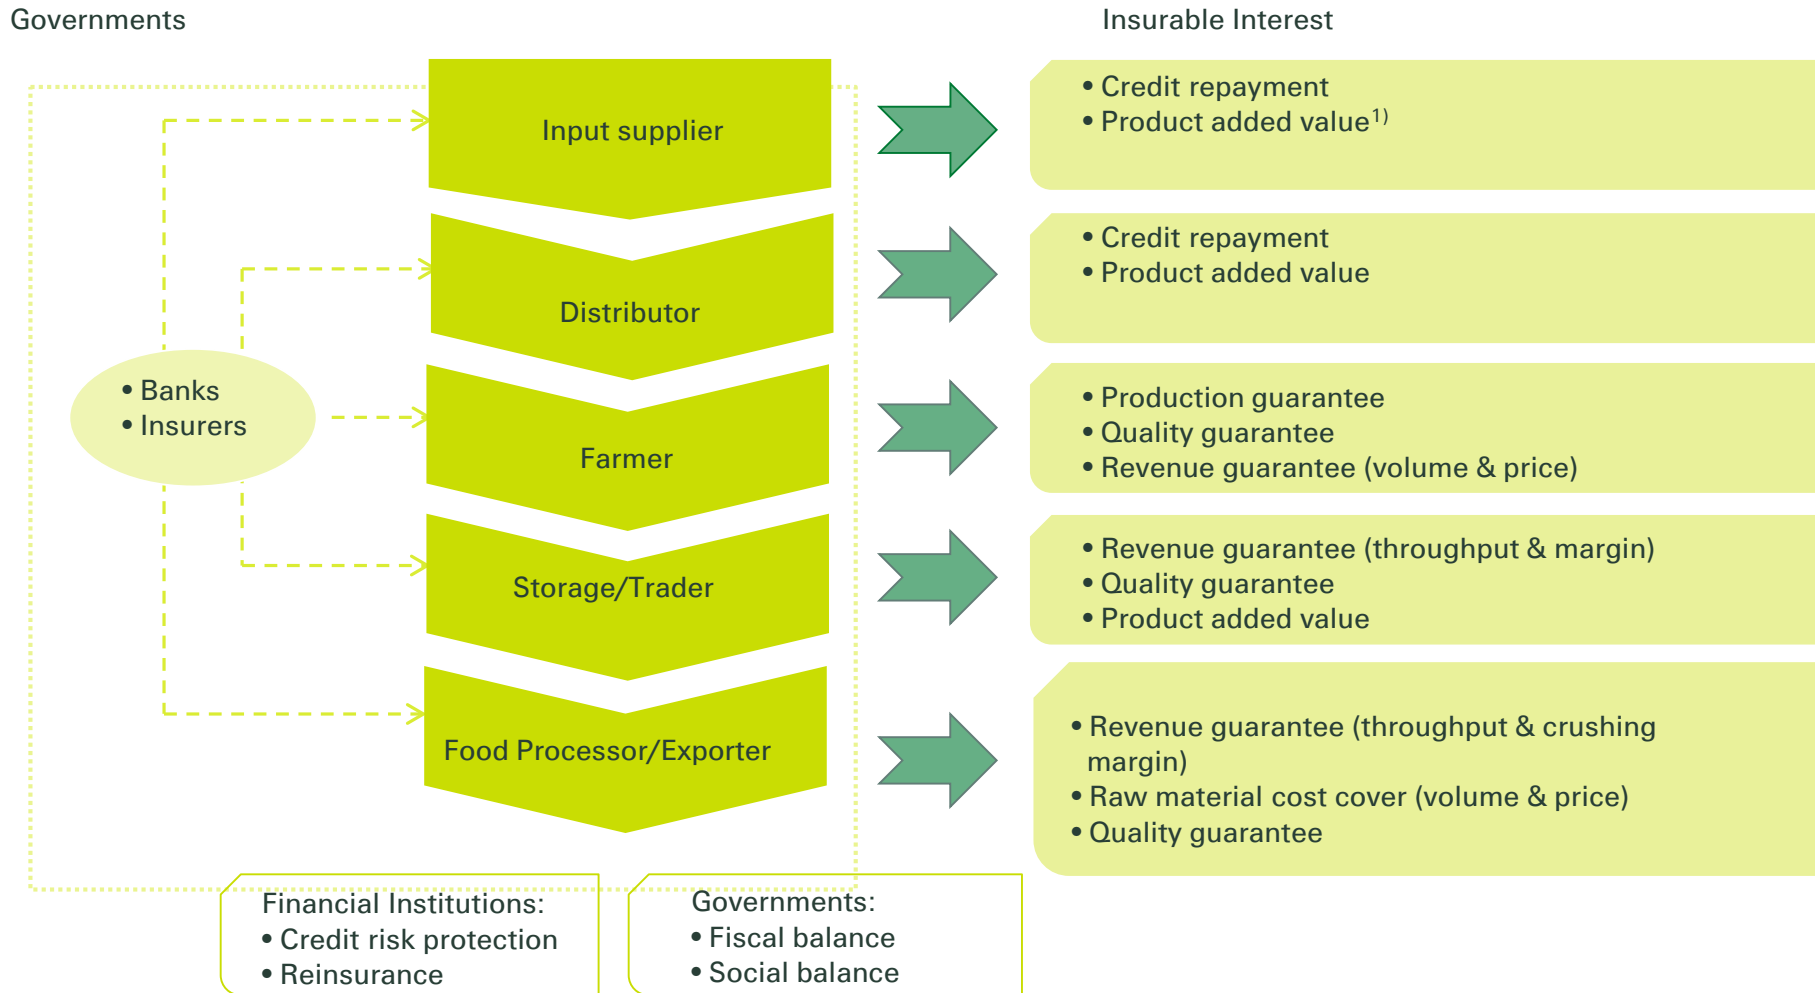 Governments
Insurable Interest
Input supplier
• Credit repayment
• Product added value1)
Distributor
• Credit repayment
• Product added value
• Banks
• Insurers
Farmer
• Production guarantee
• Quality guarantee
• Revenue guarantee (volume & price)
Storage/Trader
• Revenue guarantee (throughput & margin)
• Quality guarantee
• Product added value
Food Processor/Exporter
• Revenue guarantee (throughput & crushing
margin)
• Raw material cost cover (volume & price)
• Quality guarantee
Financial Institutions:
• Credit risk protection
• Reinsurance
Governments:
• Fiscal balance
• Social balance